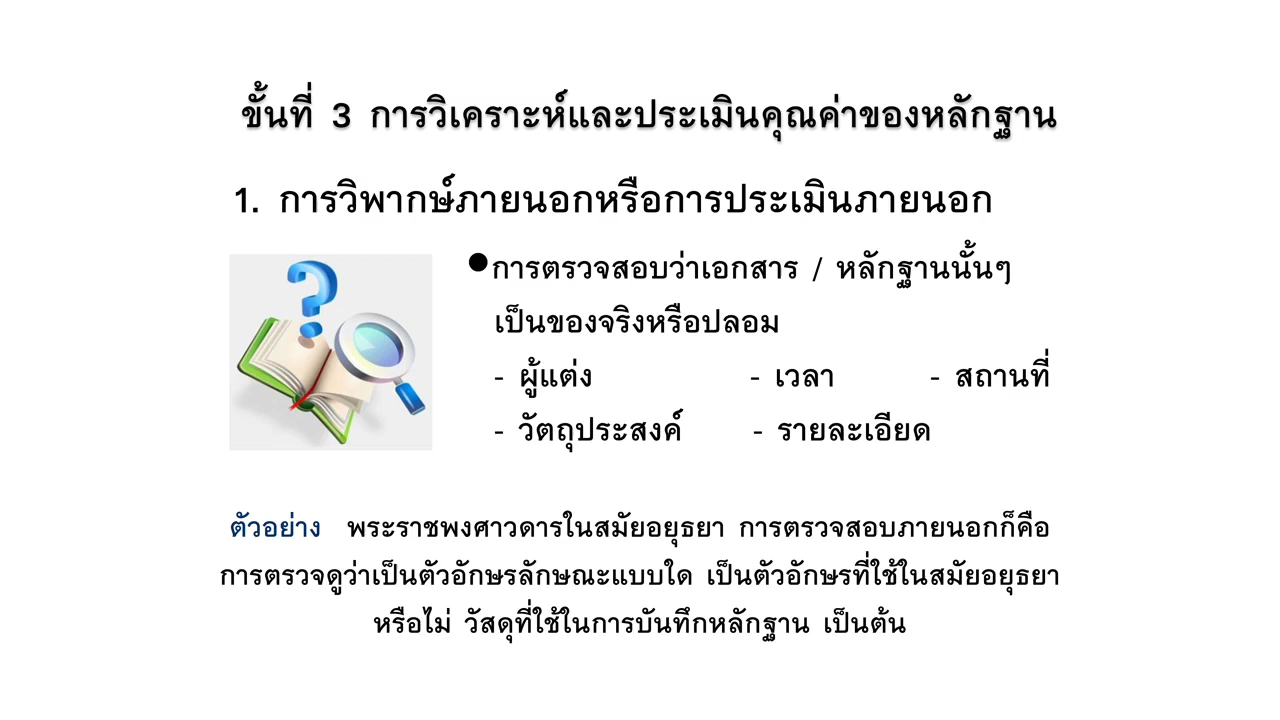 ขั้นที่ 3 การวิเคราะห์และประเมินคุณค่าของหลักฐาน
1. การวิพากษ์ภายนอกหรือการประเมินภายนอก
●การตรวจสอบว่าเอกสาร / หลักฐานนั้นๆ
เป็นของจริงหรือปลอม
- ผู้แต่ง - เวลา - สถานที่
- วัตถุประสงค์ - รายละเอียด
ตัวอย่าง พระราชพงศาวดารในสมัยอยุธยา การตรวจสอบภายนอกก็คือ
การตรวจดูว่าเป็นตัวอักษรลักษณะแบบใด เป็นตัวอักษรที่ใช้ในสมัยอยุธยา
หรือไม่ วัสดุที่ใช้ในการบันทึกหลักฐาน เป็นต้น